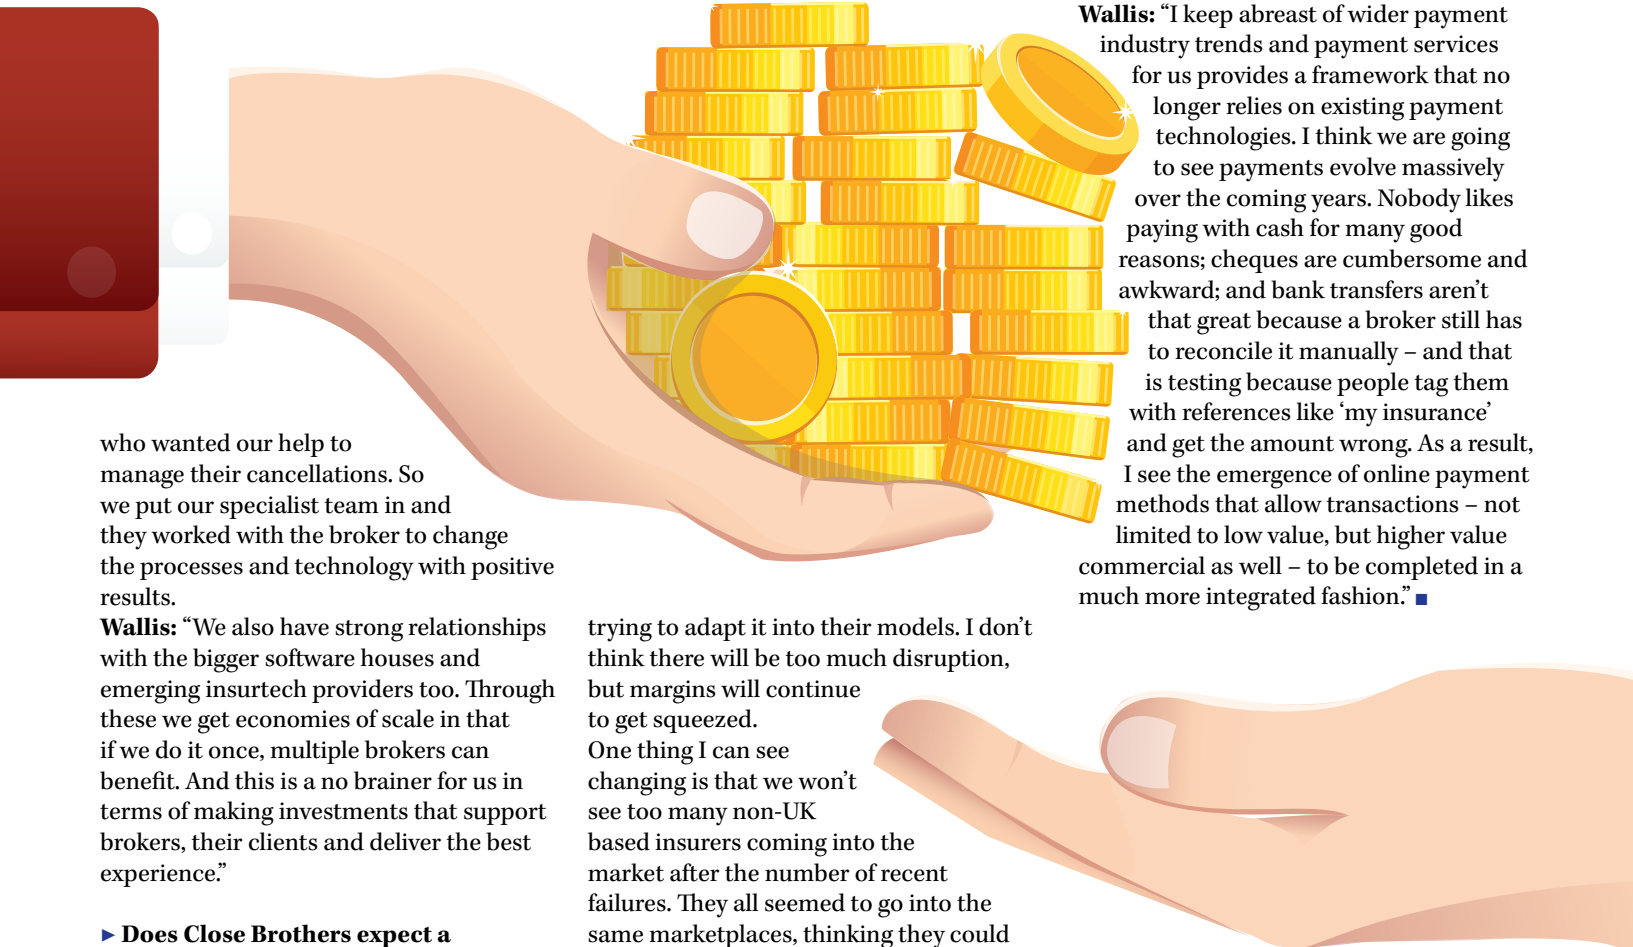 who wanted our help to
manage their cancellations. So
we put our specialist team in and
they worked with the broker to change
the processes and technology with positive
results.
Wallis: “We also have strong relationships
with the bigger software houses and
emerging insurtech providers too. Through
these we get economies of scale in that
if we do it once, multiple brokers can
benefit. And this is a no brainer for us in
terms of making investments that support
brokers, their clients and deliver the best
experience.”
▶ Does Close Brothers expect a
trying to adapt it into their models. I don’t
think there will be too much disruption,
but margins will continue
to get squeezed.
One thing I can see
changing is that we won’t
see too many non-UK
based insurers coming into the
market after the number of recent
failures. They all seemed to go into the
same marketplaces, thinking they could
Wallis: “I keep abreast of wider payment
industry trends and payment services
for us provides a framework that no
longer relies on existing payment
technologies. I think we are going
to see payments evolve massively
over the coming years. Nobody likes
paying with cash for many good
reasons; cheques are cumbersome and
awkward; and bank transfers aren’t
that great because a broker still has
to reconcile it manually – and that
is testing because people tag them
with references like ‘my insurance’
and get the amount wrong. As a result,
I see the emergence of online payment
methods that allow transactions – not
limited to low value, but higher value
commercial as well – to be completed in a
much more integrated fashion.” ■